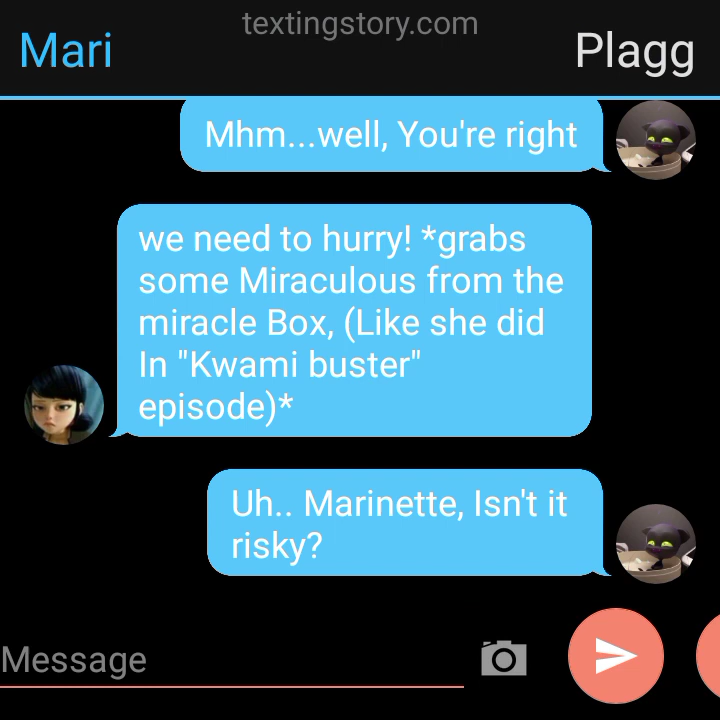 textingstory.com
Mari
Plagg
Mhm...well, You're right
we need to hurry! *grabs
some Miraculous from the
miracle Box, (Like she did
In "Kwami buster"
episode)*
Uh.. Marinette, Isn't it
risky?
Message